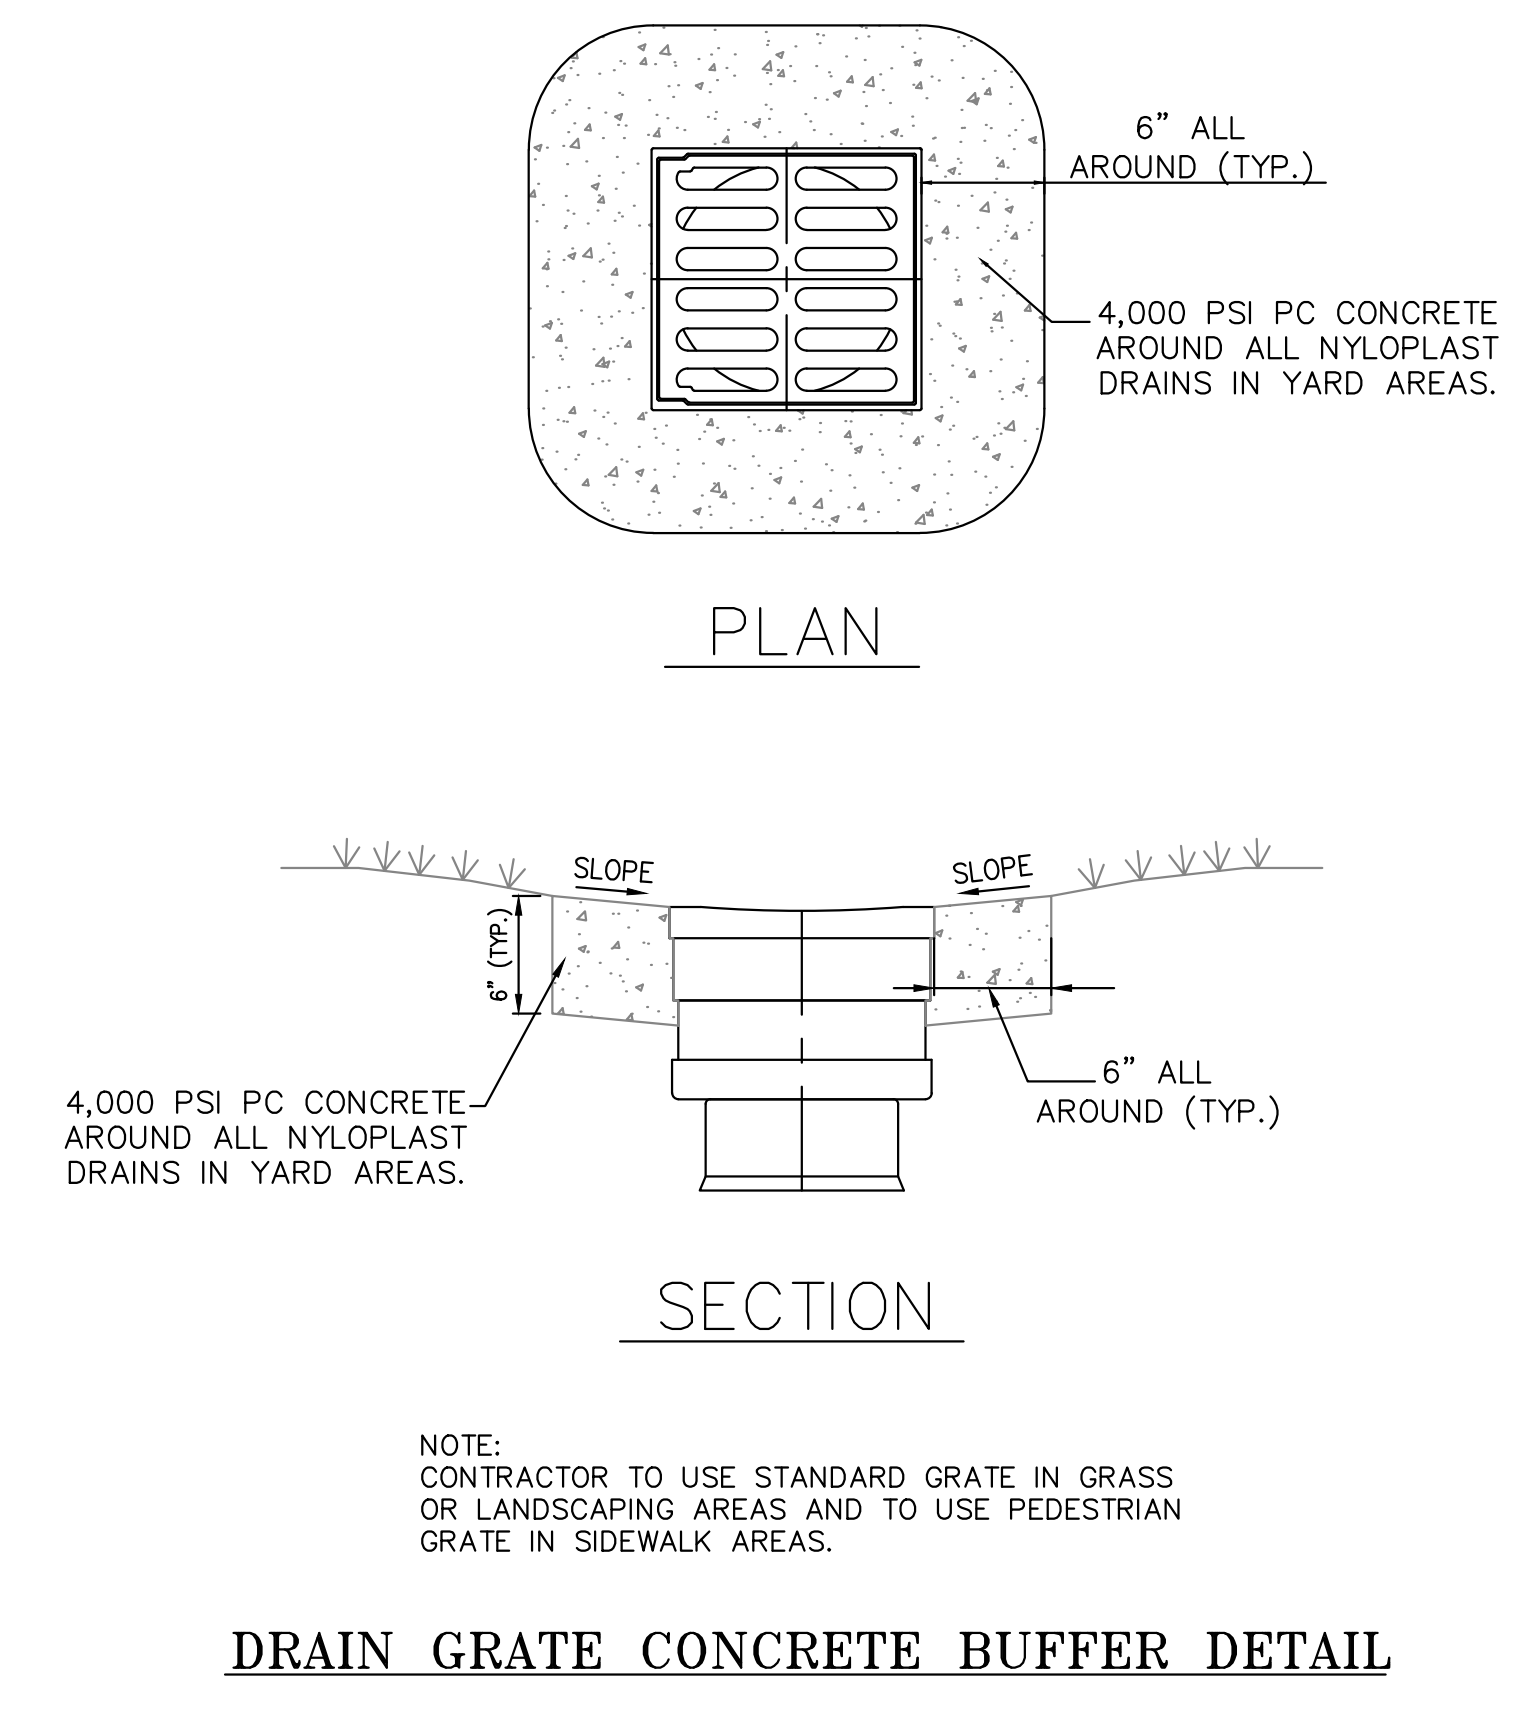 6” ALL
AROUND (TYP.)
4,000 PSI PC CONCRETE
AROUND ALL NYLOPLAST
DRAINS IN YARD AREAS.
PLAN
SLOPE
SLOPE
6” (TYP.)
4,000 PSI PC CONCRETE
AROUND ALL NYLOPLAST
DRAINS IN YARD AREAS.
6” ALL
AROUND (TYP.)
SECTION
NOTE:
CONTRACTOR TO USE STANDARD GRATE IN GRASS
OR LANDSCAPING AREAS AND TO USE PEDESTRIAN
GRATE IN SIDEWALK AREAS.
DRAIN GRATE CONCRETE BUFFER DETAIL